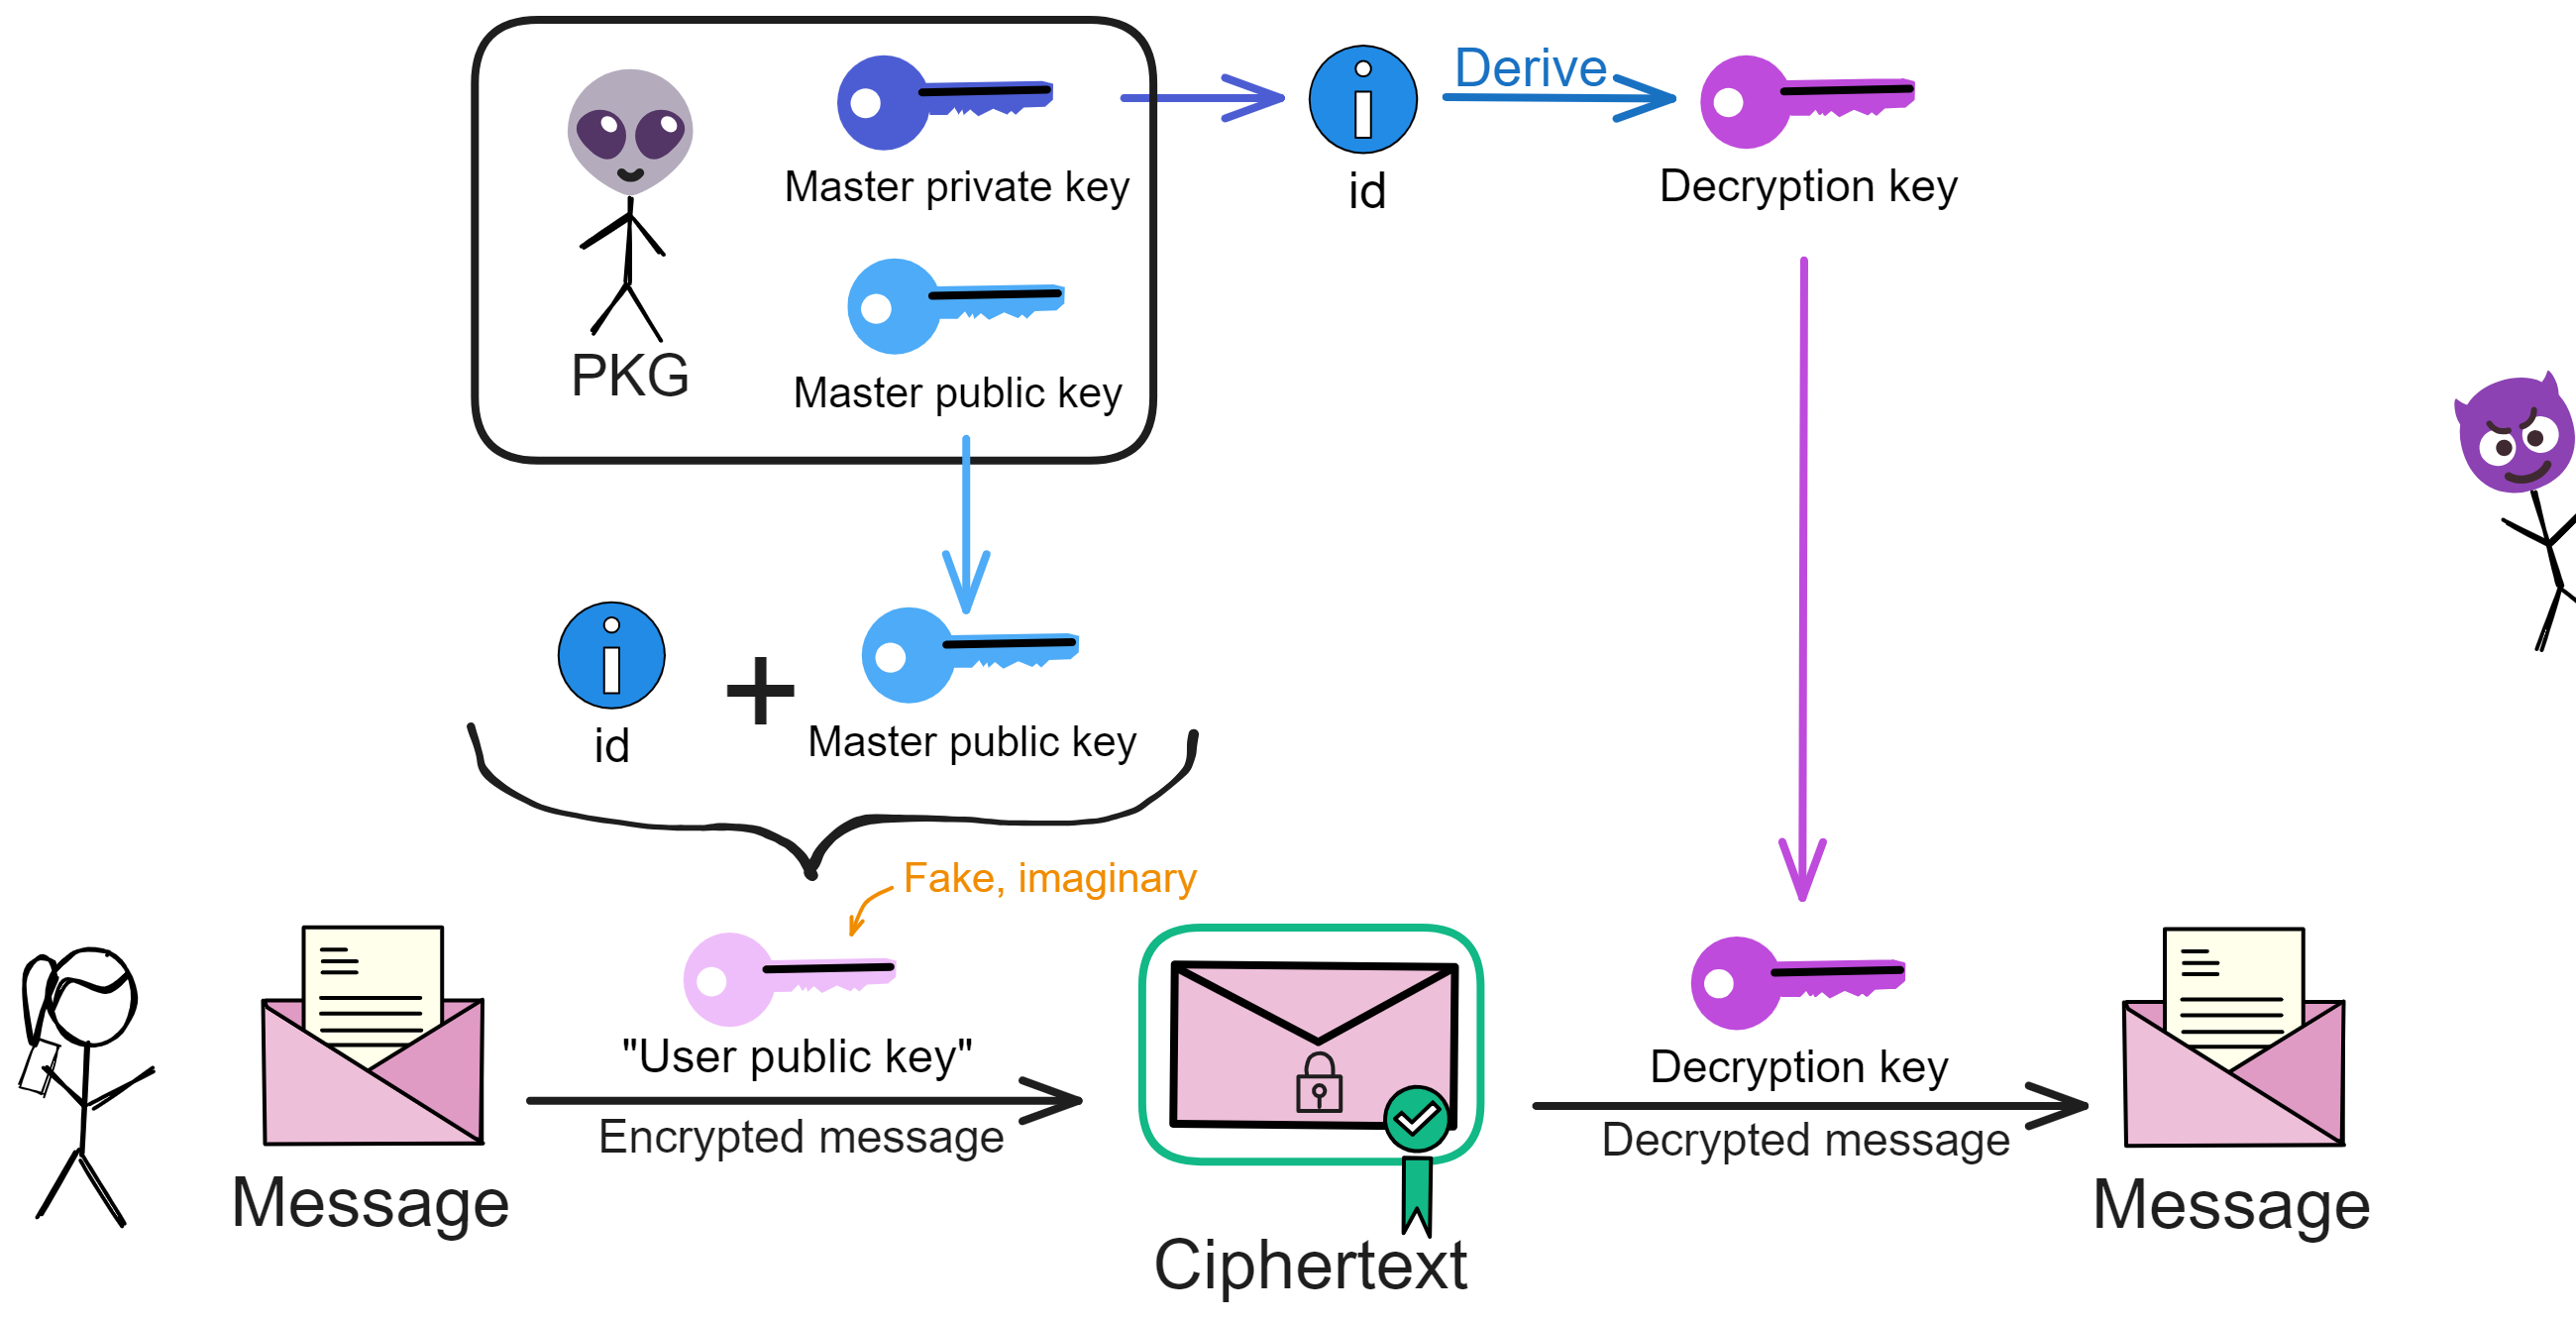 Derive
Master private key
id
Decryption key
PKG
Master public key
id
+
Master public key
Fake, imaginary
"User public key"
Encrypted message
Decryption key
Decrypted message
Message
Ciphertext
Message